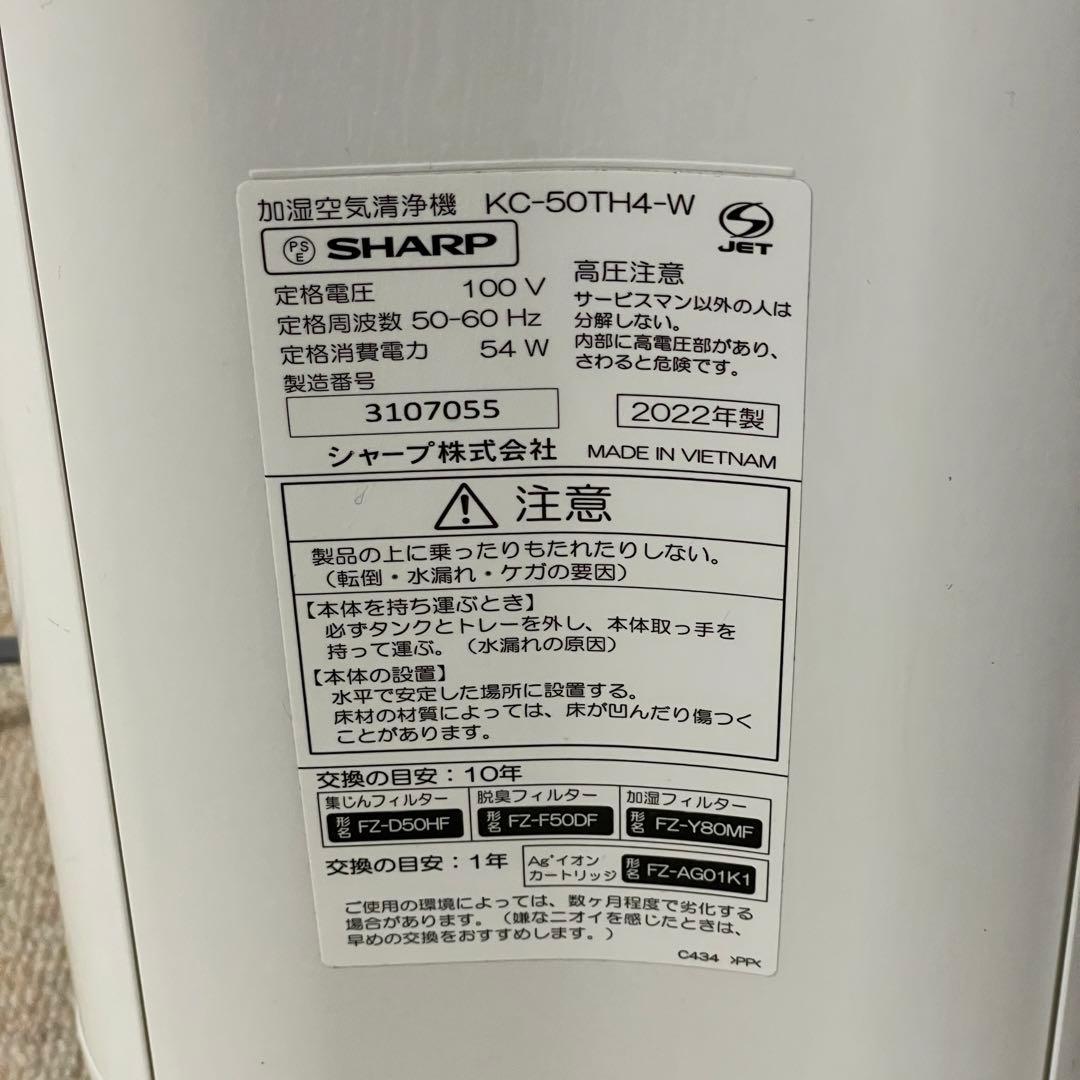 加湿空気清浄機 KC-50TH4-W
JET
PSE SHARP
定格電圧 100 V
定格周波数 50-60 Hz
定格消費電力 54 W
製造番号
3107055
高圧注意
サービスマン以外の人は
分解しない。
内部に高電圧部があり、
さわると危険です。
2022年製
シャープ株式会社 MADE IN VIETNAM
注意
製品の上に乗ったりもたれたりしない。
（転倒・水漏れ・ケガの要因）
【本体を持ち運ぶとき】
必ずタンクとトレーを外し、本体取っ手を
持って運ぶ。（水漏れの原因）
【本体の設置】
水平で安定した場所に設置する。
床材の材質によっては、床が凹んだり傷つく
ことがあります。
交換の目安：10年
集じんフィルター
形名 FZ-D50HF
脱臭フィルター
形名 FZ-F50DF
加湿フィルター
形名 FZ-Y80MF
交換の目安：1年
Ag⁺イオン
カートリッジ
形名 FZ-AG01K1
ご使用の環境によっては、数ヶ月程度で劣化する
場合があります。（嫌なニオイを感じたときは、
早めの交換をおすすめします。）
C434 >PP<